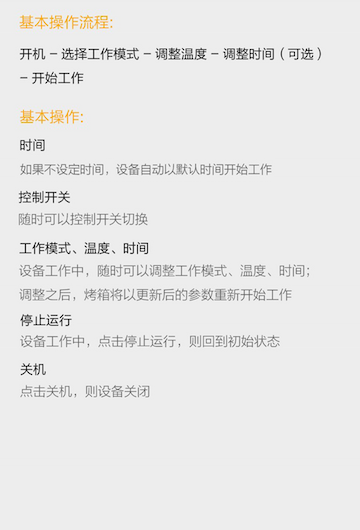 基本操作流程:
开机 – 选择工作模式 – 调整温度 – 调整时间（可选）
– 开始工作
基本操作:
时间
如果不设定时间，设备自动以默认时间开始工作
控制开关
随时可以控制开关切换
工作模式、温度、时间
设备工作中，随时可以调整工作模式、温度、时间；
调整之后，烤箱将以更新后的参数重新开始工作
停止运行
设备工作中，点击停止运行，则回到初始状态
关机
点击关机，则设备关闭